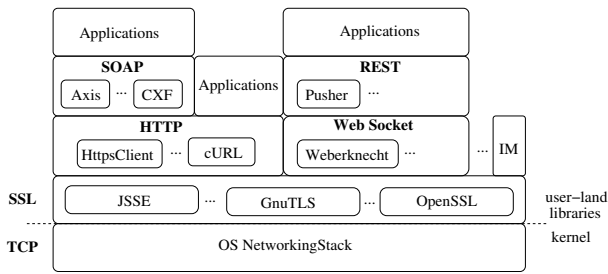 Applications
Applications
SOAP
Axis ... CXF
Applications
REST
Pusher ...
HTTP
HttpsClient ... cURL
Web Socket
Weberknecht ...
... IM
SSL
JSSE ... GnuTLS ... OpenSSL
user-land
libraries
kernel
TCP
OS NetworkingStack